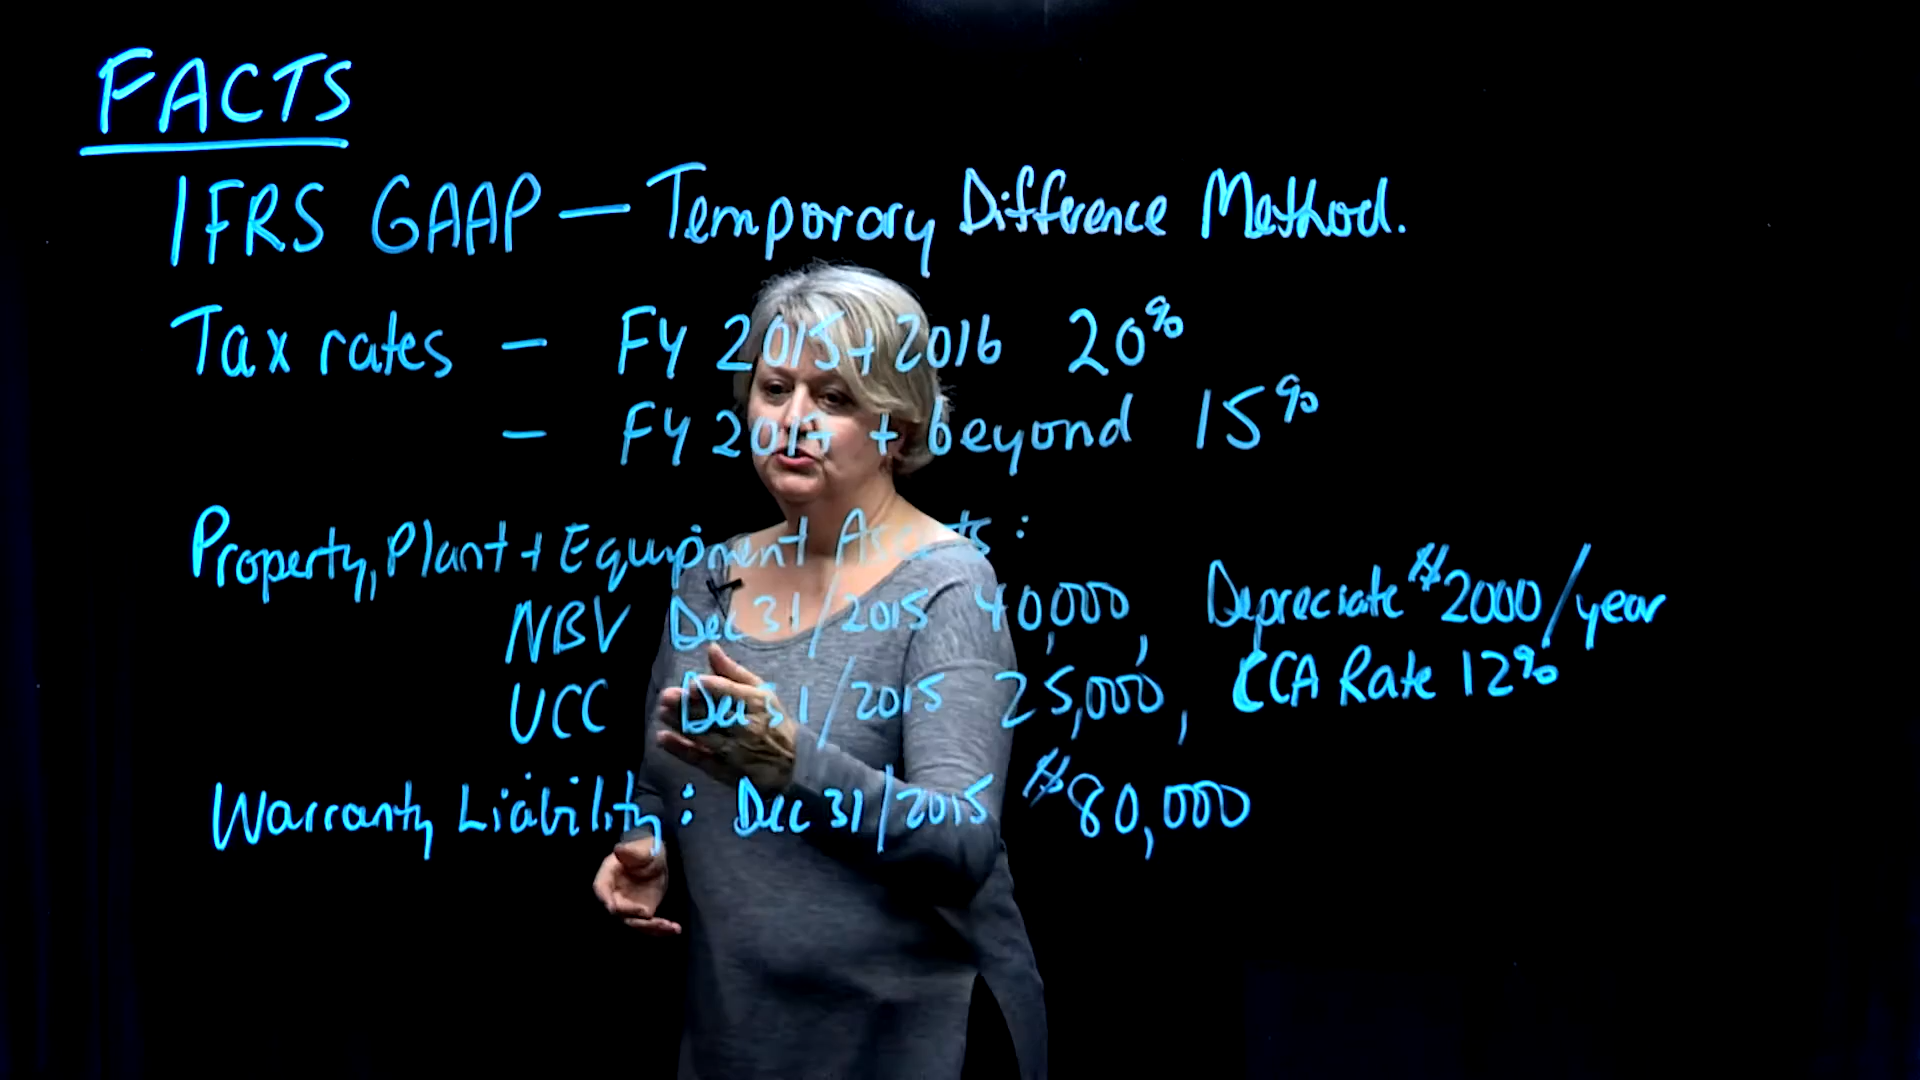 FACTS
IFRS GAAP — Temporary Difference Method.
Tax rates — FY 2015 + 2016 20%
— FY 2017 + beyond 15%
Property, Plant + Equipment Assets:
NBV Dec 31/2015 40,000, Depreciate $2000/year
UCC Dec 31/2015 25,000, CCA Rate 12%
Warranty Liability: Dec 31/2015 $80,000